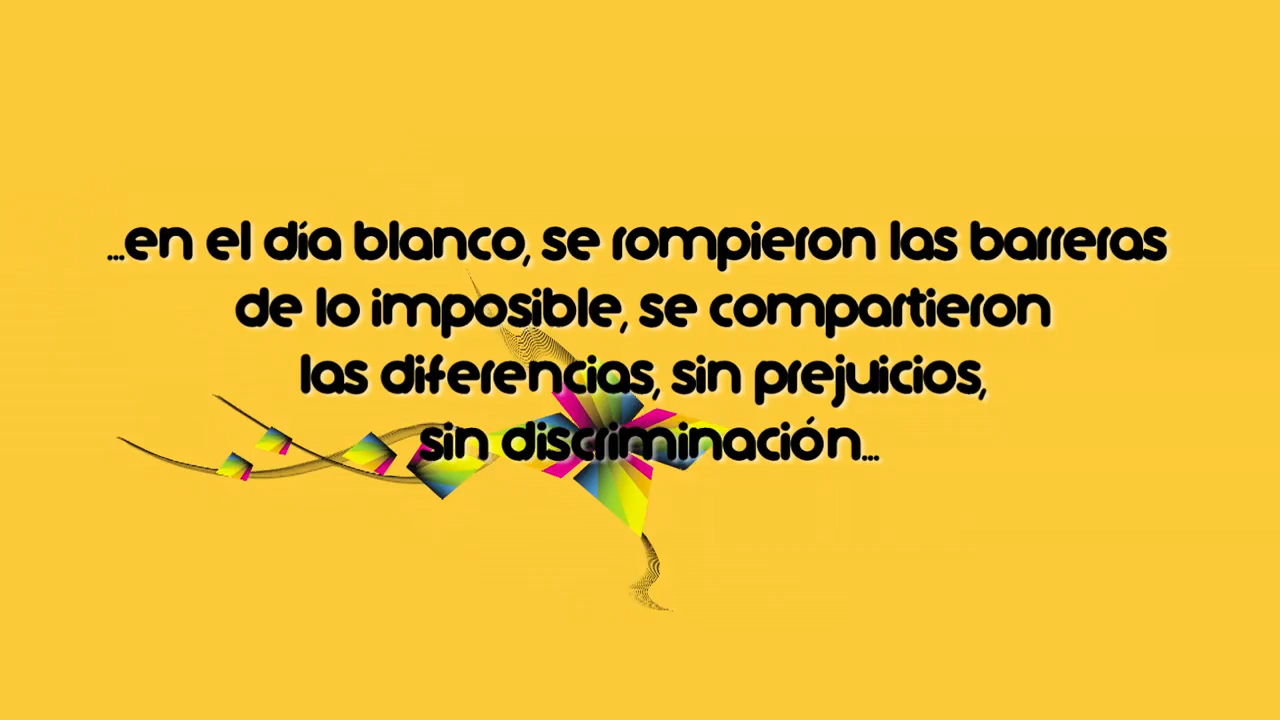 ...en el día blanco, se rompieron las barreras
de lo imposible, se compartieron
las diferencias, sin prejuicios,
sin discriminación...